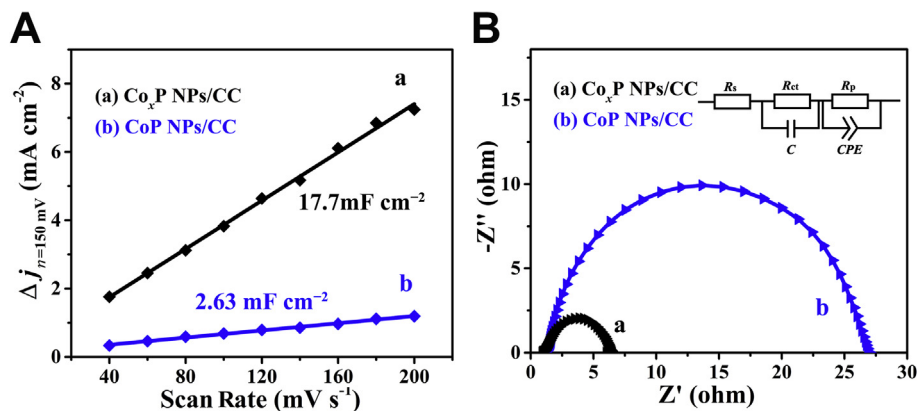 A
Δ j n=150 mV (mA cm⁻²)
8
6
4
2
0
(a) CoₓP NPs/CC
(b) CoP NPs/CC
a
17.7mF cm⁻²
b
2.63 mF cm⁻²
40 80 120 160 200
Scan Rate (mV s⁻¹)
B
-Z'' (ohm)
15
10
5
0
(a) CoₓP NPs/CC
(b) CoP NPs/CC
Rs Rct Rp
C CPE
a
b
0 5 10 15 20 25 30
Z' (ohm)